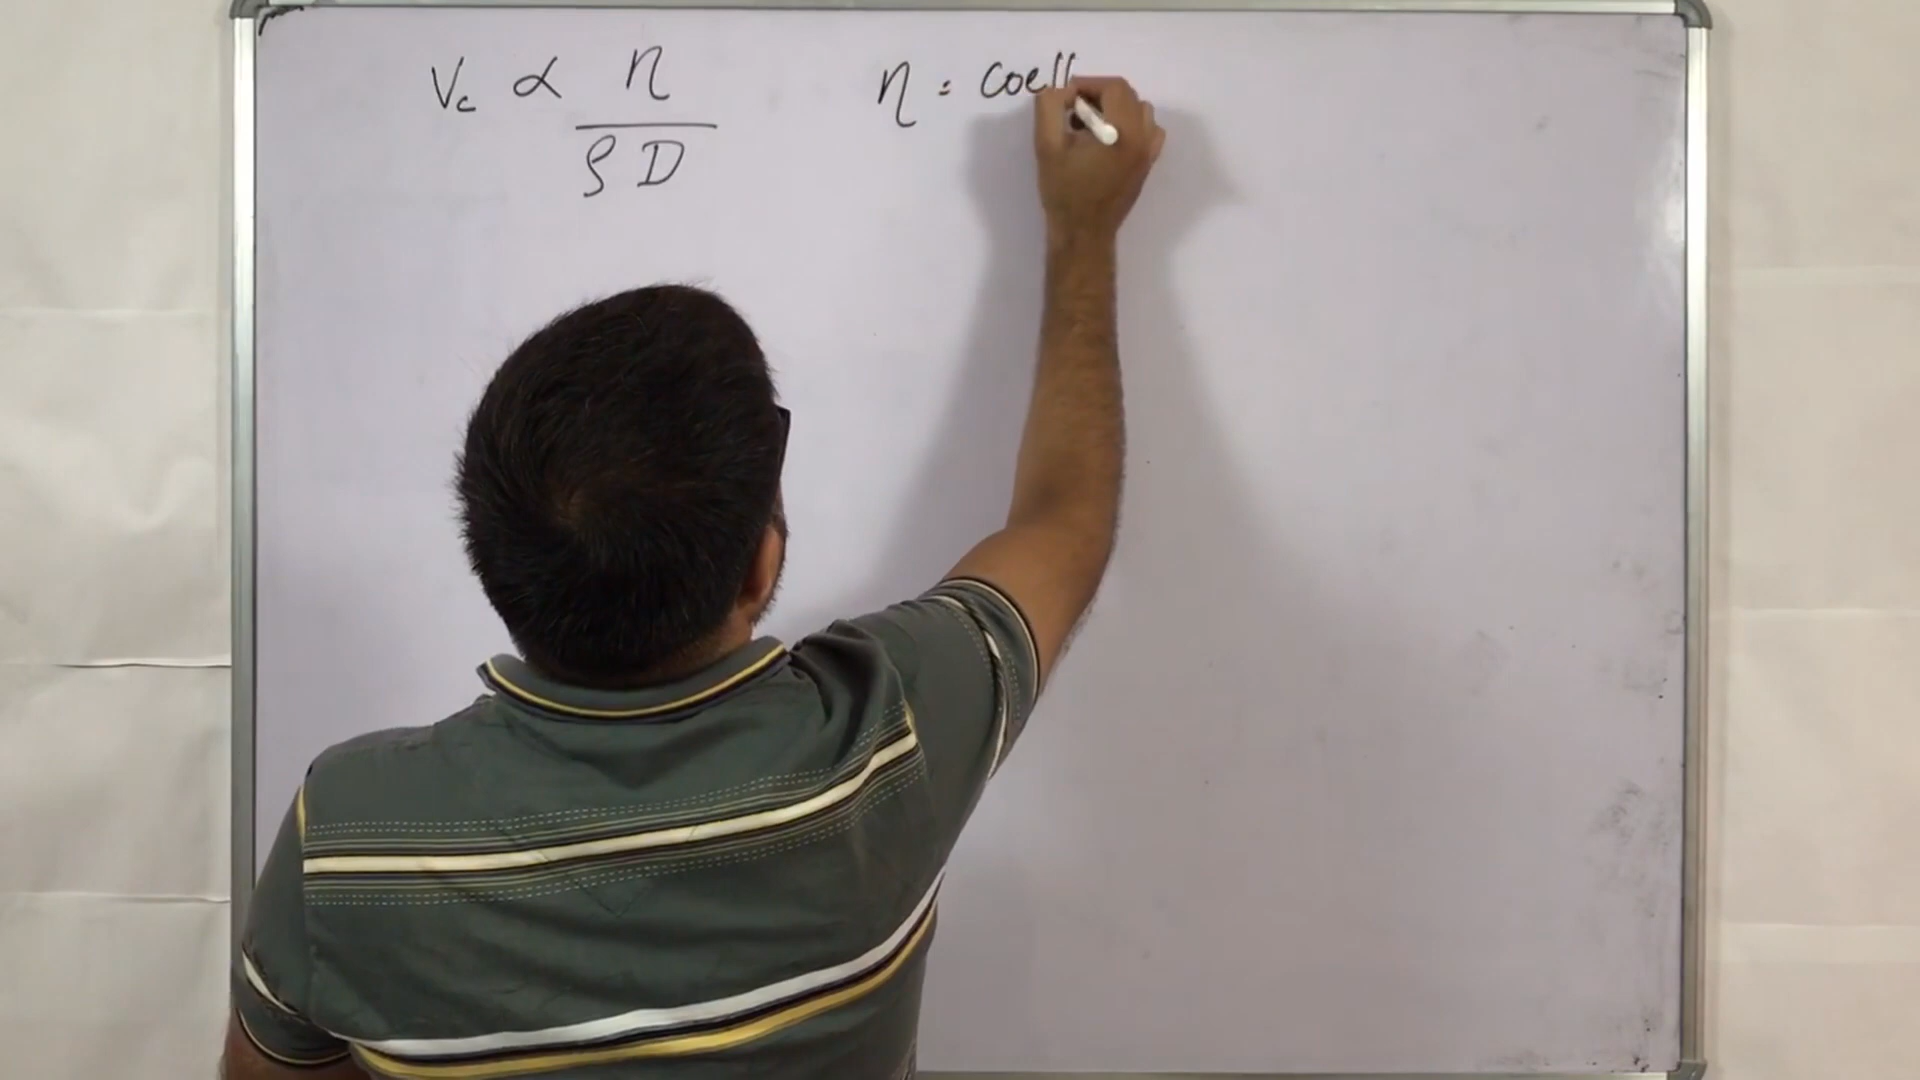 Vc ∝ η / ρD
η = coeff